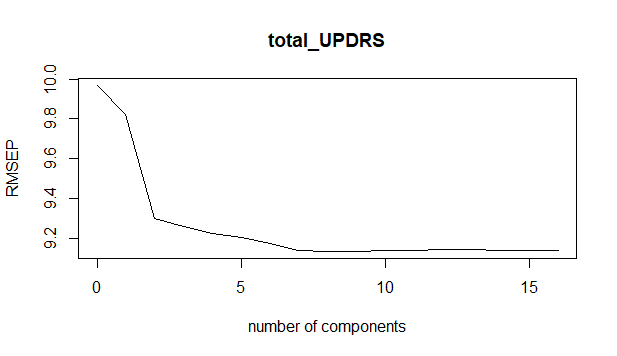 total_UPDRS
10.0
9.8
9.6
9.4
9.2
RMSEP
0 5 10 15
number of components